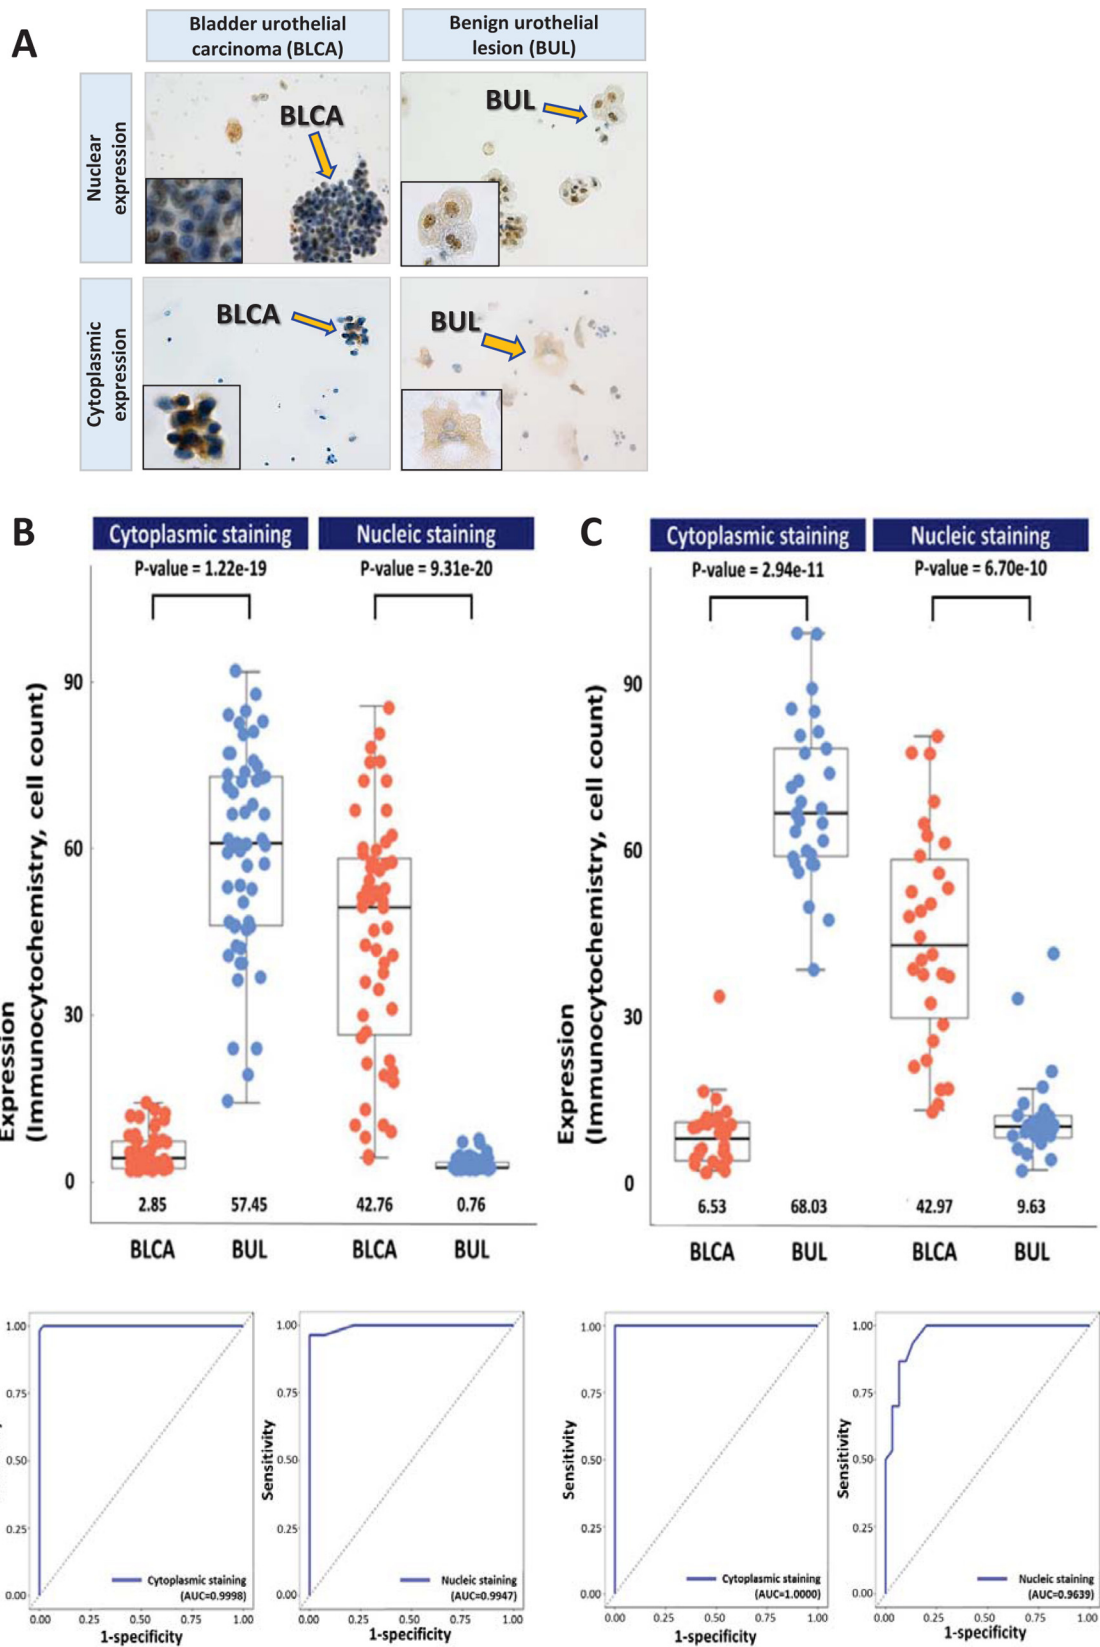 A
Bladder urothelial
carcinoma (BLCA)
Benign urothelial
lesion (BUL)
Nuclear
expression
BLCA
BUL
Cytoplasmic
expression
BLCA
BUL
B
Cytoplasmic staining
Nucleic staining
P-value = 1.22e-19
P-value = 9.31e-20
Expression
(Immunocytochemistry, cell count)
90
60
30
0
2.85
57.45
42.76
0.76
BLCA
BUL
BLCA
BUL
C
Cytoplasmic staining
Nucleic staining
P-value = 2.94e-11
P-value = 6.70e-10
Expression
(Immunocytochemistry, cell count)
90
60
30
0
6.53
68.03
42.97
9.63
BLCA
BUL
BLCA
BUL
1.00
0.75
0.50
0.25
0.00
Cytoplasmic staining
(AUC=0.9998)
0.00
0.25
0.50
0.75
1.00
1-specificity
Sensitivity
1.00
0.75
0.50
0.25
0.00
Nucleic staining
(AUC=0.9947)
0.00
0.25
0.50
0.75
1.00
1-specificity
Sensitivity
1.00
0.75
0.50
0.25
0.00
Cytoplasmic staining
(AUC=1.0000)
0.00
0.25
0.50
0.75
1.00
1-specificity
Sensitivity
1.00
0.75
0.50
0.25
0.00
Nucleic staining
(AUC=0.9639)
0.00
0.25
0.50
0.75
1.00
1-specificity